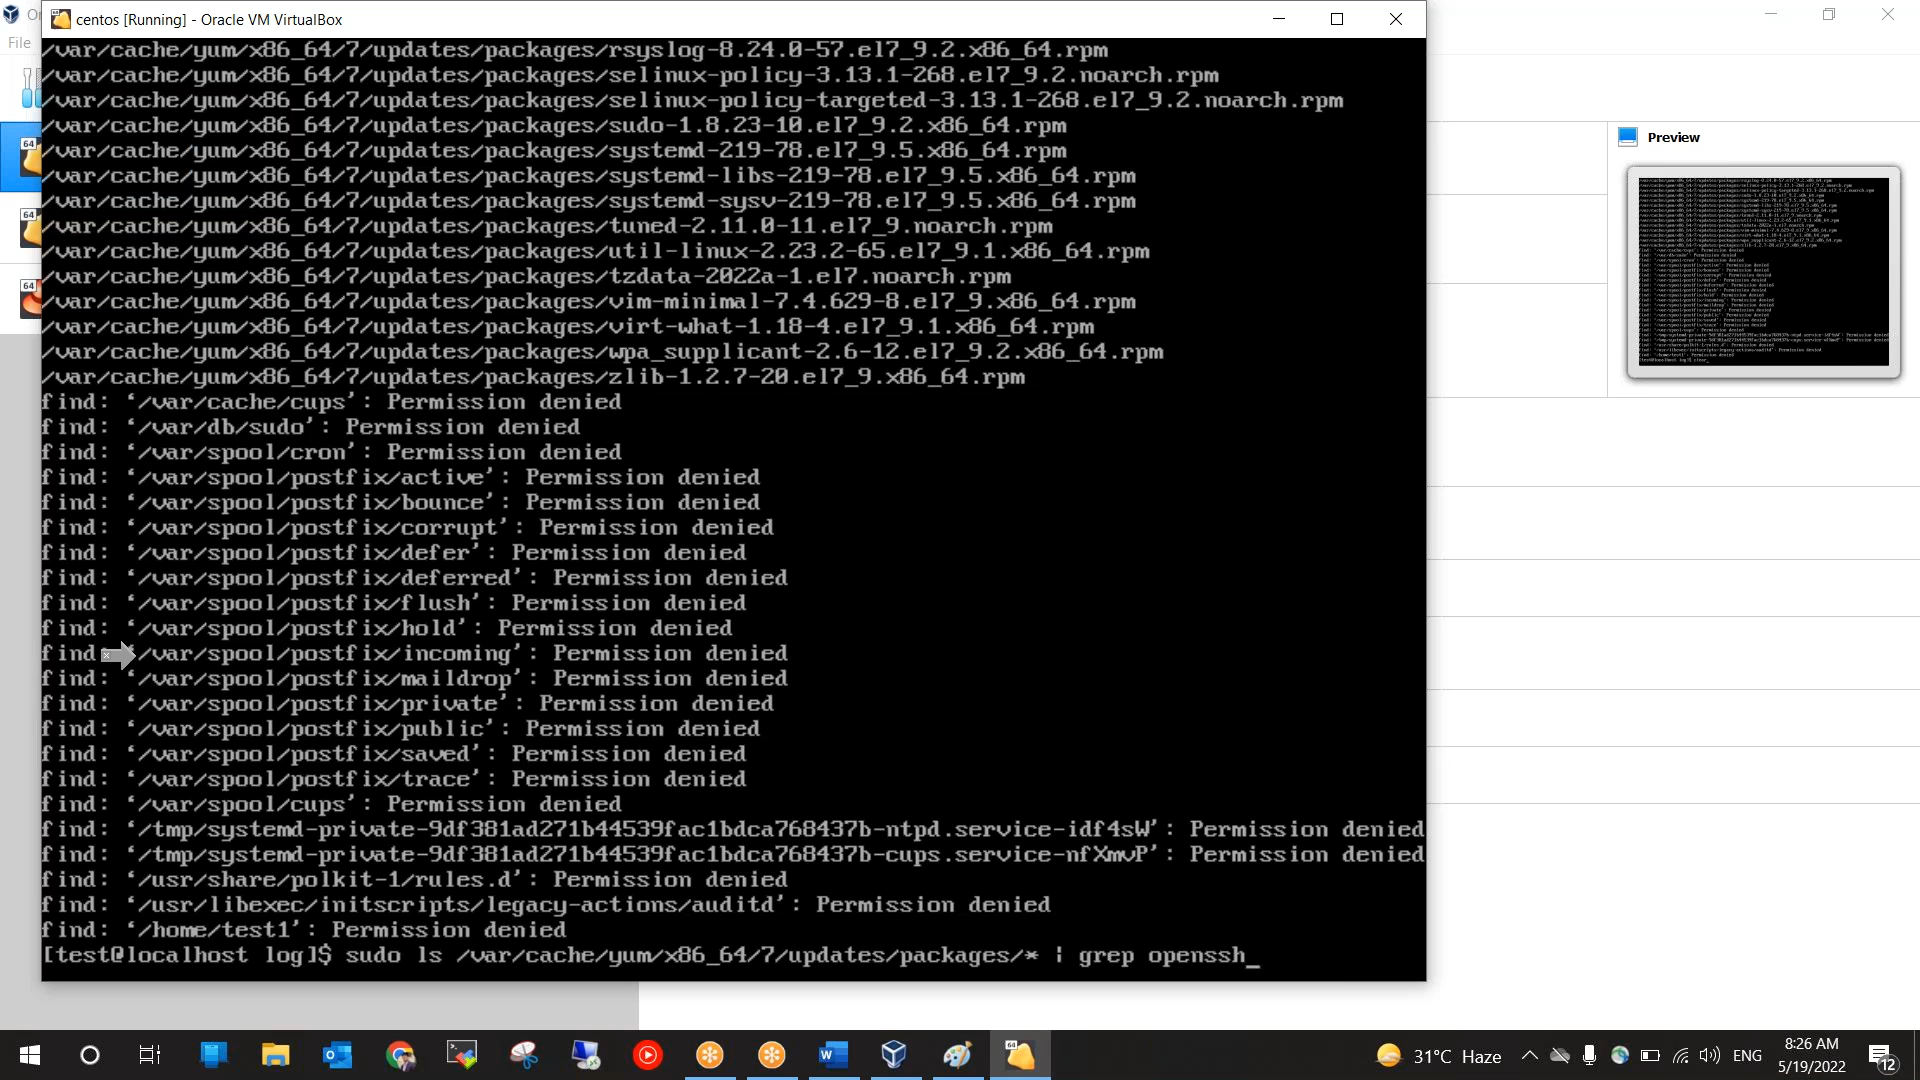 centos [Running] - Oracle VM VirtualBox
File
/var/cache/yum/x86_64/7/updates/packages/rsyslog-8.24.0-57.el7_9.2.x86_64.rpm
/var/cache/yum/x86_64/7/updates/packages/selinux-policy-3.13.1-268.el7_9.2.noarch.rpm
/var/cache/yum/x86_64/7/updates/packages/selinux-policy-targeted-3.13.1-268.el7_9.2.noarch.rpm
/var/cache/yum/x86_64/7/updates/packages/sudo-1.8.23-10.el7_9.2.x86_64.rpm
/var/cache/yum/x86_64/7/updates/packages/systemd-219-78.el7_9.5.x86_64.rpm
/var/cache/yum/x86_64/7/updates/packages/systemd-libs-219-78.el7_9.5.x86_64.rpm
/var/cache/yum/x86_64/7/updates/packages/systemd-sysv-219-78.el7_9.5.x86_64.rpm
/var/cache/yum/x86_64/7/updates/packages/tuned-2.11.0-11.el7_9.noarch.rpm
/var/cache/yum/x86_64/7/updates/packages/util-linux-2.23.2-65.el7_9.1.x86_64.rpm
/var/cache/yum/x86_64/7/updates/packages/tzdata-2022a-1.el7.noarch.rpm
/var/cache/yum/x86_64/7/updates/packages/vim-minimal-7.4.629-8.el7_9.x86_64.rpm
/var/cache/yum/x86_64/7/updates/packages/virt-what-1.18-4.el7_9.1.x86_64.rpm
/var/cache/yum/x86_64/7/updates/packages/wpa_supplicant-2.6-12.el7_9.2.x86_64.rpm
/var/cache/yum/x86_64/7/updates/packages/zlib-1.2.7-20.el7_9.x86_64.rpm
find: ‘/var/cache/cups’: Permission denied
find: ‘/var/db/sudo’: Permission denied
find: ‘/var/spool/cron’: Permission denied
find: ‘/var/spool/postfix/active’: Permission denied
find: ‘/var/spool/postfix/bounce’: Permission denied
find: ‘/var/spool/postfix/corrupt’: Permission denied
find: ‘/var/spool/postfix/defer’: Permission denied
find: ‘/var/spool/postfix/deferred’: Permission denied
find: ‘/var/spool/postfix/flush’: Permission denied
find: ‘/var/spool/postfix/hold’: Permission denied
find: ‘/var/spool/postfix/incoming’: Permission denied
find: ‘/var/spool/postfix/maildrop’: Permission denied
find: ‘/var/spool/postfix/private’: Permission denied
find: ‘/var/spool/postfix/public’: Permission denied
find: ‘/var/spool/postfix/saved’: Permission denied
find: ‘/var/spool/postfix/trace’: Permission denied
find: ‘/var/spool/cups’: Permission denied
find: ‘/tmp/systemd-private-9df381ad271b44539fac1bdca768437b-ntpd.service-idf4sW’: Permission denied
find: ‘/tmp/systemd-private-9df381ad271b44539fac1bdca768437b-cups.service-nfXmvP’: Permission denied
find: ‘/usr/share/polkit-1/rules.d’: Permission denied
find: ‘/usr/libexec/initscripts/legacy-actions/auditd’: Permission denied
find: ‘/home/test1’: Permission denied
[test@localhost log]$ sudo ls /var/cache/yum/x86_64/7/updates/packages/* | grep openssh_
64
64
64
Preview
31°C Haze
ENG
8:26 AM
5/19/2022
12